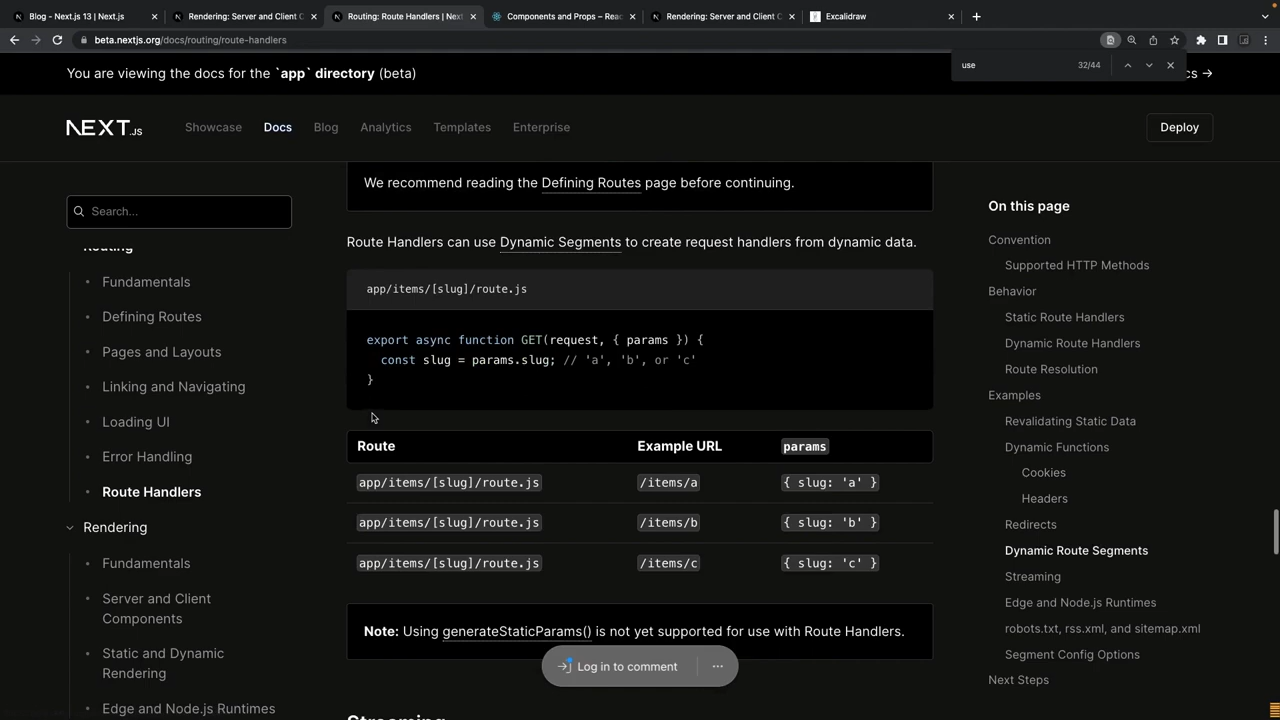 Blog - Next.js 13 | Next.js
Rendering: Server and Client C
Routing: Route Handlers | Next
Components and Props – Reac
Rendering: Server and Client C
Excalidraw
beta.nextjs.org/docs/routing/route-handlers
You are viewing the docs for the `app` directory (beta)
use
32/44
cs →
NEXT.JS
Showcase
Docs
Blog
Analytics
Templates
Enterprise
Deploy
Search...
Routing
Fundamentals
Defining Routes
Pages and Layouts
Linking and Navigating
Loading UI
Error Handling
Route Handlers
Rendering
Fundamentals
Server and Client
Components
Static and Dynamic
Rendering
Edge and Node.js Runtimes
We recommend reading the Defining Routes page before continuing.
Route Handlers can use Dynamic Segments to create request handlers from dynamic data.
app/items/[slug]/route.js
export async function GET(request, { params }) {
const slug = params.slug; // 'a', 'b', or 'c'
}
Route Example URL params
app/items/[slug]/route.js /items/a { slug: 'a' }
app/items/[slug]/route.js /items/b { slug: 'b' }
app/items/[slug]/route.js /items/c { slug: 'c' }
Note: Using generateStaticParams() is not yet supported for use with Route Handlers.
Log in to comment
Streaming
On this page
Convention
Supported HTTP Methods
Behavior
Static Route Handlers
Dynamic Route Handlers
Route Resolution
Examples
Revalidating Static Data
Dynamic Functions
Cookies
Headers
Redirects
Dynamic Route Segments
Streaming
Edge and Node.js Runtimes
robots.txt, rss.xml, and sitemap.xml
Segment Config Options
Next Steps